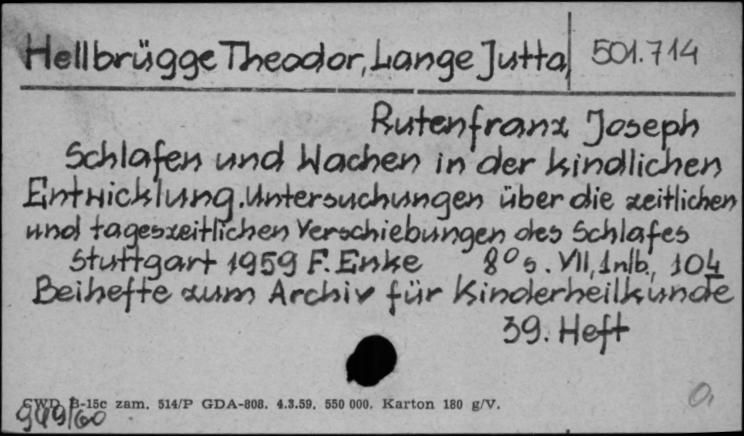 Hellbrügge Theodor, Lange Jutta, 501.714
Rutenfranz Joseph
Schlafen und Wachen in der kindlichen
Entwicklung. Untersuchungen über die zeitlichen
und tageszeitlichen Verschiebungen des Schlafes
Stuttgart 1959 F. Enke 8° s. VII, 1nlb., 104
Beihefte zum Archiv für Kinderheilkunde
39. Heft
CWD B-15c zam. 514/P GDA-808. 4.3.59. 550 000. Karton 180 g/V.
949/60